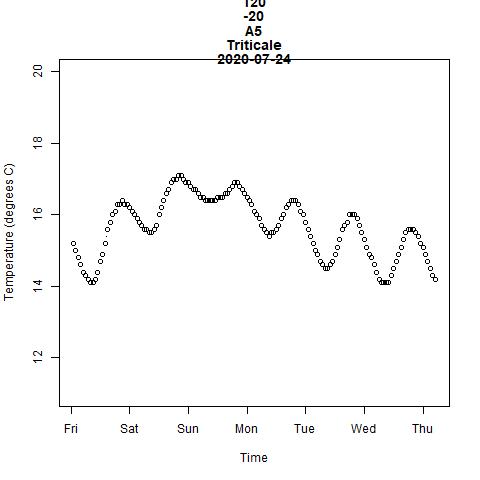 120
-20
A5
Triticale
2020-07-24
Temperature (degrees C)
20
18
16
14
12
Fri Sat Sun Mon Tue Wed Thu
Time